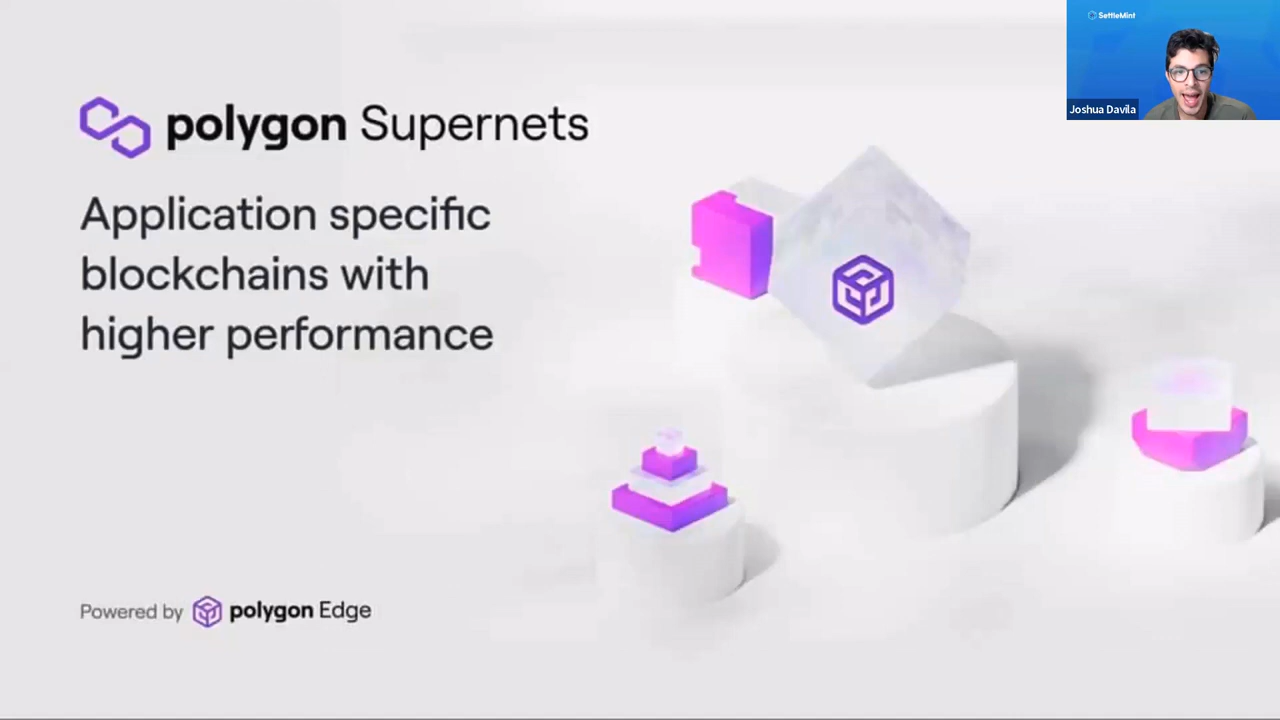 polygon Supernets
Application specific
blockchains with
higher performance
Powered by polygon Edge
SettleMint
Joshua Davila